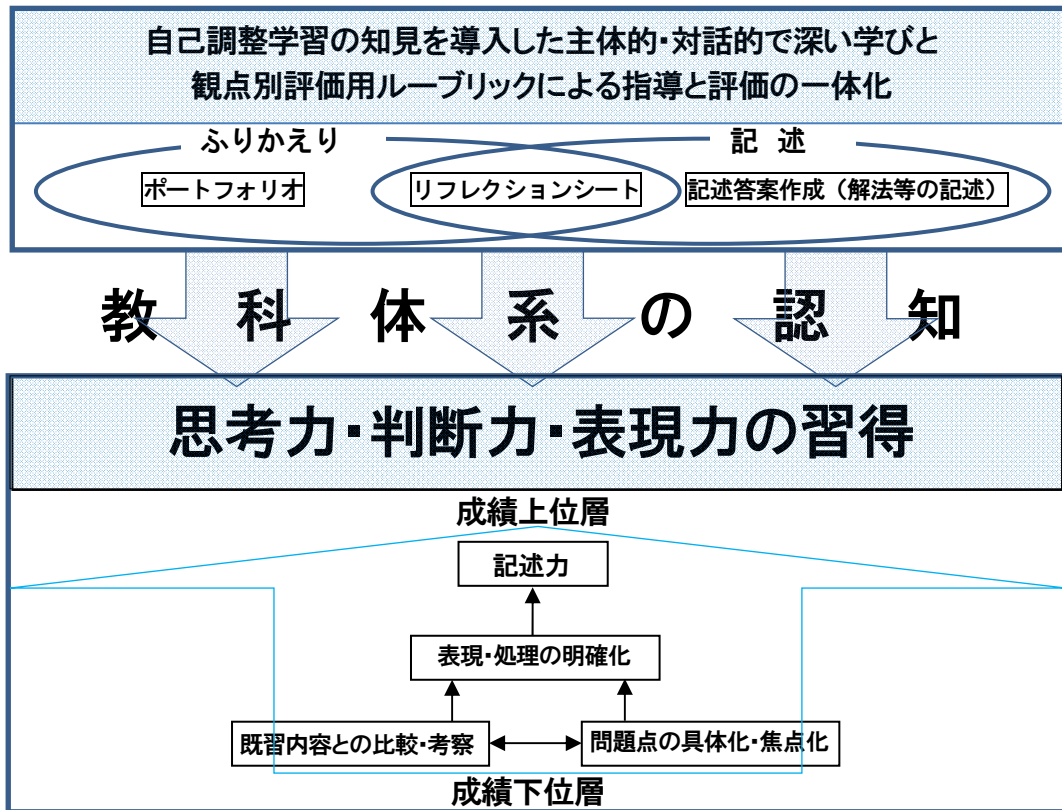 自己調整学習の知見を導入した主体的・対話的で深い学びと
観点別評価用ルーブリックによる指導と評価の一体化
ふりかえり
記 述
ポートフォリオ
リフレクションシート
記述答案作成（解法等の記述）
教科体系の認知
思考力・判断力・表現力の習得
成績上位層
記述力
表現・処理の明確化
既習内容との比較・考察
問題点の具体化・焦点化
成績下位層